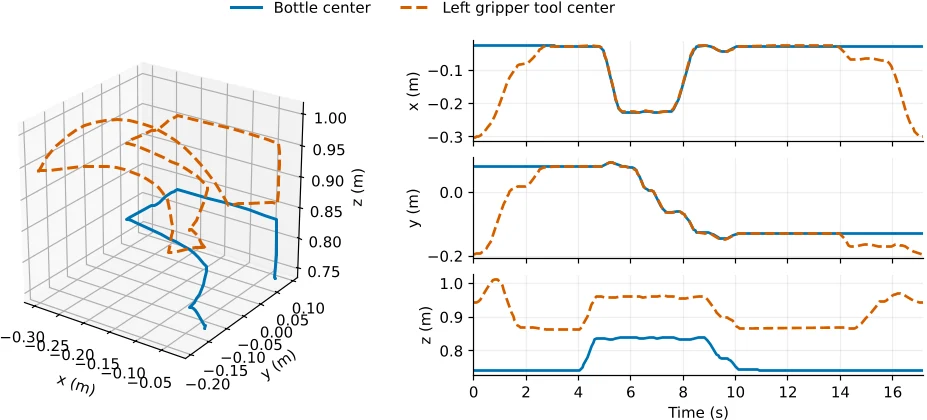 Bottle center
Left gripper tool center
1.00
0.95
0.90
0.85
0.80
0.75
z (m)
−0.30
−0.25
−0.20
−0.15
−0.10
−0.05
x (m)
−0.20
−0.15
−0.10
−0.05
0.00
0.05
0.10
y (m)
x (m)
−0.1
−0.2
−0.3
y (m)
0.0
−0.2
z (m)
1.0
0.9
0.8
0 2 4 6 8 10 12 14 16
Time (s)